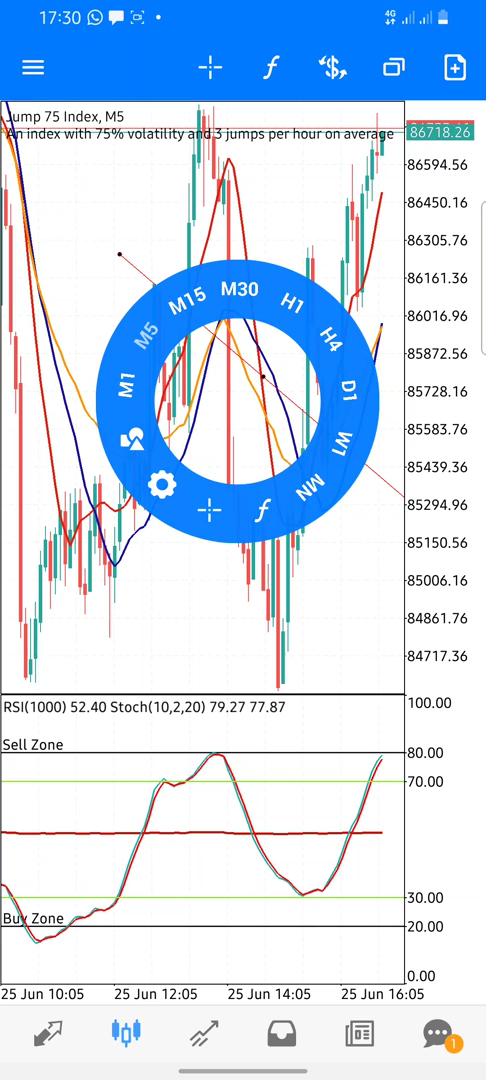 17:30
4G
Jump 75 Index, M5
An index with 75% volatility and 3 jumps per hour on average
86718.26
86594.56
86450.16
86305.76
86161.36
86016.96
85872.56
85728.16
85583.76
85439.36
85294.96
85150.56
85006.16
84861.76
84717.36
M1
M5
M15
M30
H1
H4
D1
W1
MN
RSI(1000) 52.40 Stoch(10,2,20) 79.27 77.87
100.00
Sell Zone
80.00
70.00
30.00
Buy Zone
20.00
0.00
25 Jun 10:05
25 Jun 12:05
25 Jun 14:05
25 Jun 16:05
1